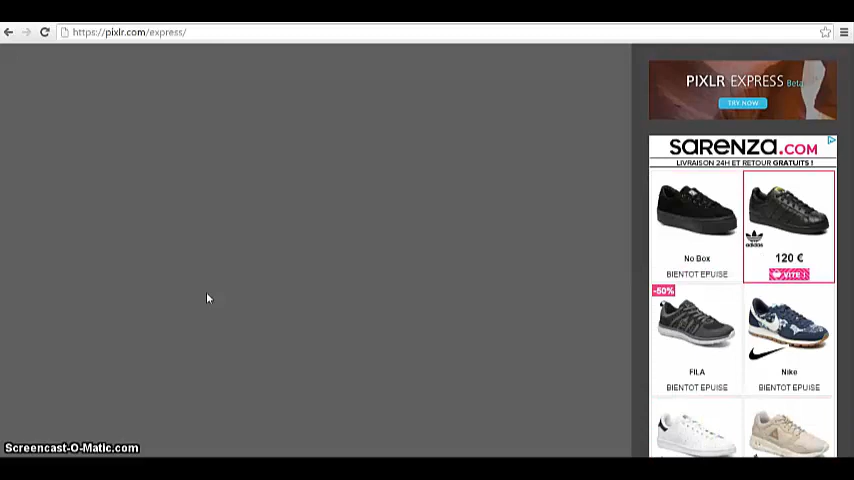 https://pixlr.com/express/
PIXLR EXPRESS Beta
TRY NOW
sarenza.com
LIVRAISON 24H ET RETOUR GRATUITS !
adidas
No Box
BIENTOT EPUISE
120 €
VITE !
-50%
FILA
BIENTOT EPUISE
Nike
BIENTOT EPUISE
Screencast-O-Matic.com